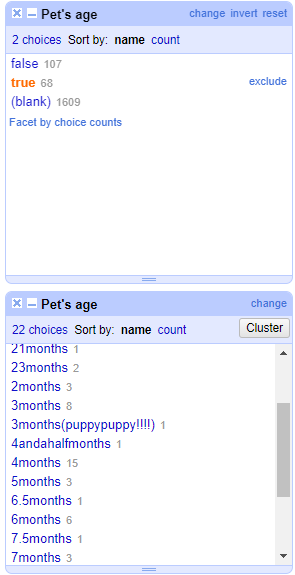 Pet's age change invert reset
2 choices Sort by: name count
false 107
true 68 exclude
(blank) 1609
Facet by choice counts
Pet's age change
22 choices Sort by: name count Cluster
21months 1
23months 2
2months 3
3months 8
3months(puppypuppy!!!!) 1
4andahalfmonths 1
4months 15
5months 3
6.5months 1
6months 6
7.5months 1
7months 3